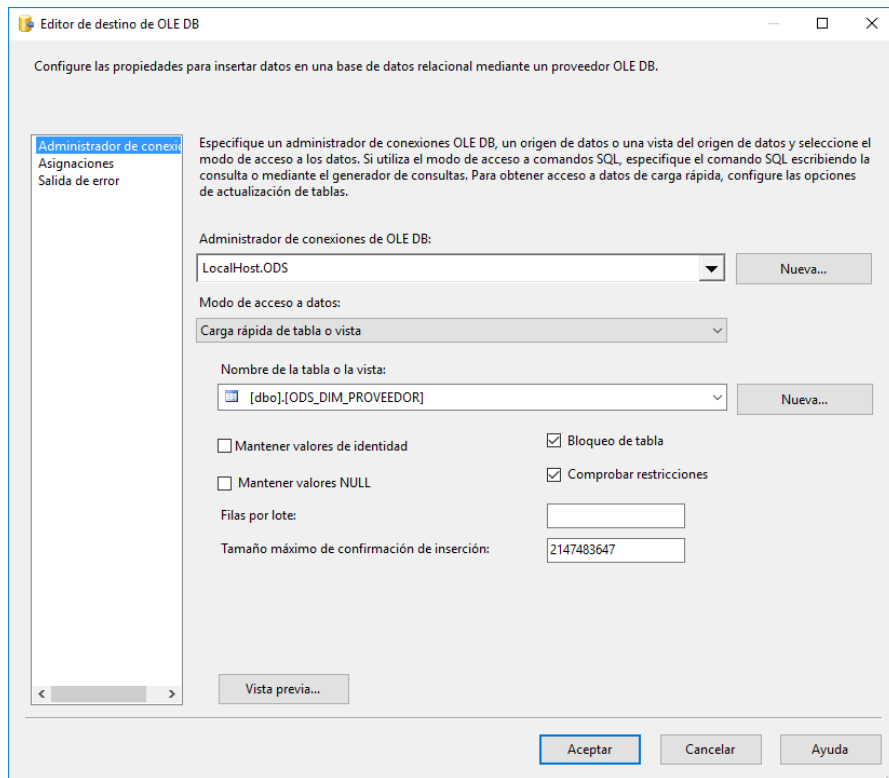 Editor de destino de OLE DB
Configure las propiedades para insertar datos en una base de datos relacional mediante un proveedor OLE DB.
Administrador de conexio
Asignaciones
Salida de error
Especifique un administrador de conexiones OLE DB, un origen de datos o una vista del origen de datos y seleccione el
modo de acceso a los datos. Si utiliza el modo de acceso a comandos SQL, especifique el comando SQL escribiendo la
consulta o mediante el generador de consultas. Para obtener acceso a datos de carga rápida, configure las opciones
de actualización de tablas.
Administrador de conexiones de OLE DB:
LocalHost.ODS
Nueva...
Modo de acceso a datos:
Carga rápida de tabla o vista
Nombre de la tabla o la vista:
[dbo].[ODS_DIM_PROVEEDOR]
Nueva...
Mantener valores de identidad
Bloqueo de tabla
Mantener valores NULL
Comprobar restricciones
Filas por lote:
Tamaño máximo de confirmación de inserción:
2147483647
Vista previa...
Aceptar
Cancelar
Ayuda